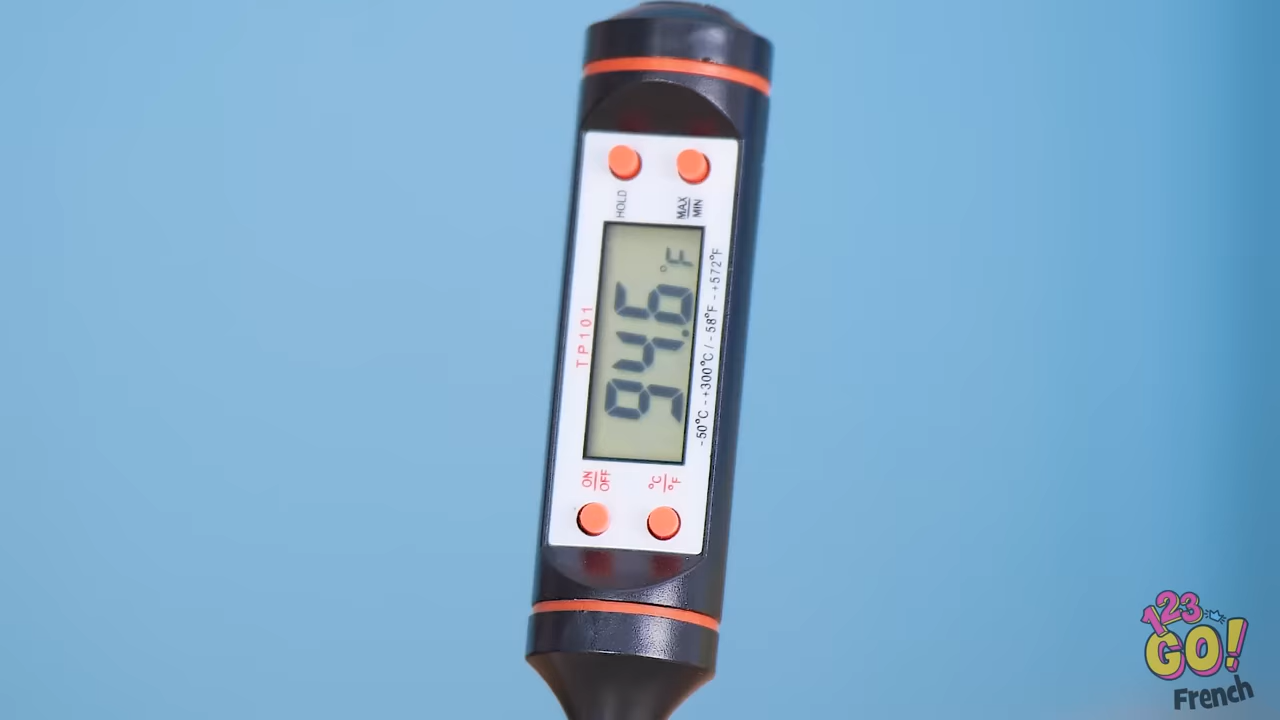 HOLD
MAX
MIN
TP101
94.6 °F
-50°C - +300°C / -58°F - +572°F
ON
OFF
°C
°F
123
GO!
French